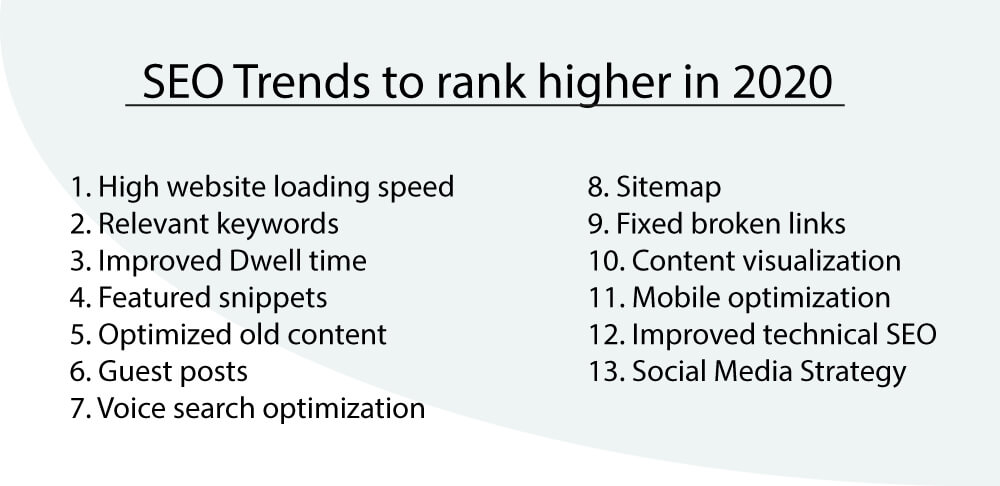 SEO Trends to rank higher in 2020
1. High website loading speed
2. Relevant keywords
3. Improved Dwell time
4. Featured snippets
5. Optimized old content
6. Guest posts
7. Voice search optimization
8. Sitemap
9. Fixed broken links
10. Content visualization
11. Mobile optimization
12. Improved technical SEO
13. Social Media Strategy